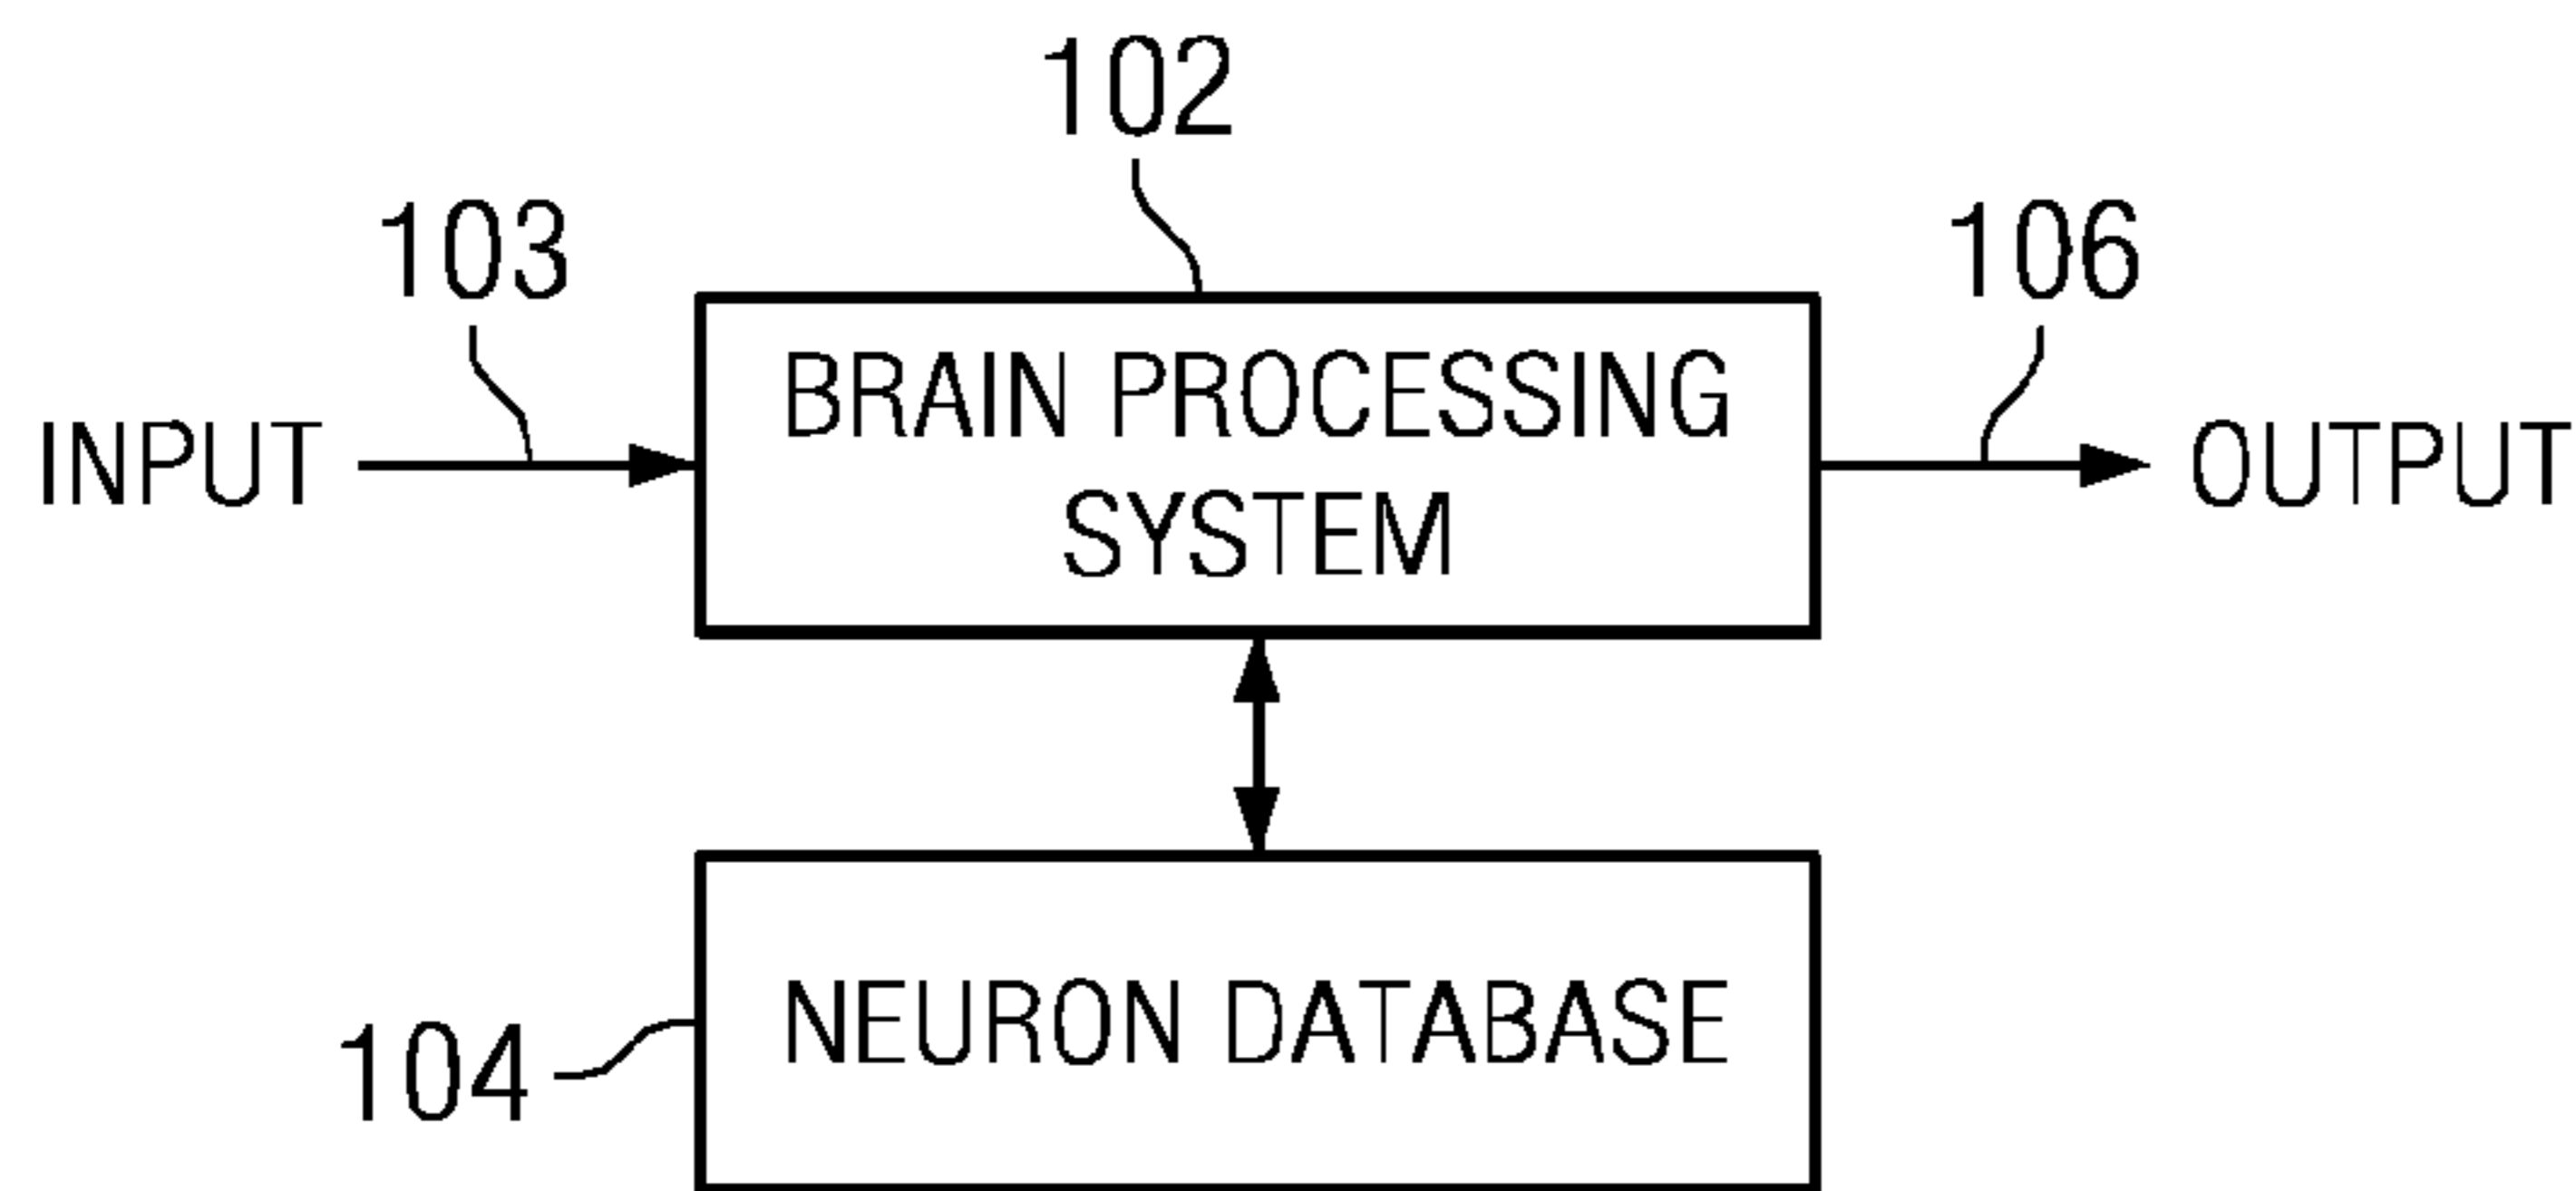 102
103
106
BRAIN PROCESSING
INPUT
OUTPUT
SYSTEM
NEURON DATABASE
104